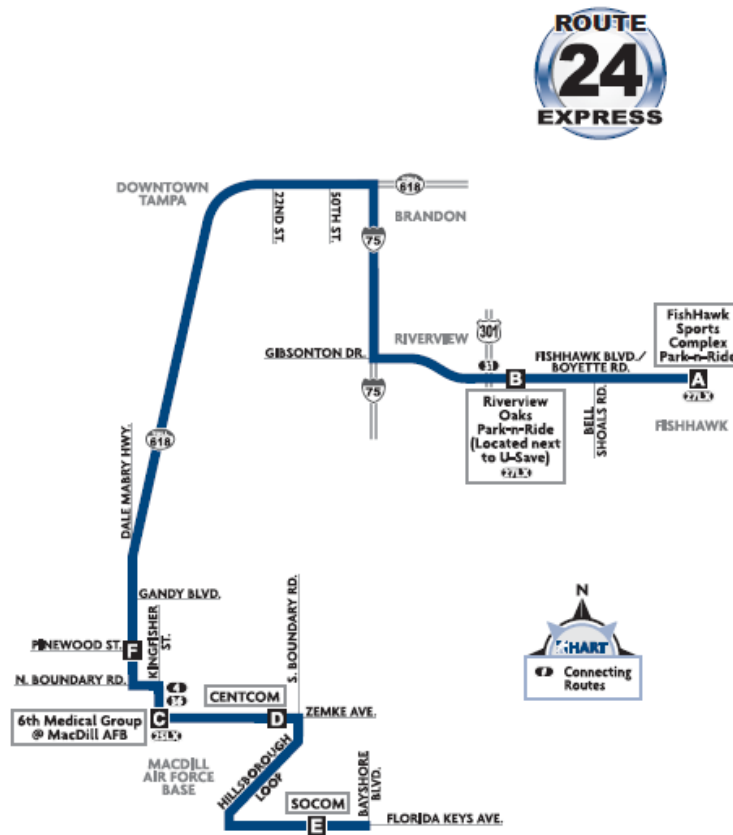 ROUTE
24
EXPRESS
DOWNTOWN
TAMPA
618
22ND ST.
50TH ST.
BRANDON
75
RIVERVIEW
301
GIBSONTON DR.
31
FISHHAWK BLVD./
BOYETTE RD.
FishHawk
Sports
Complex
Park-n-Ride
A
27LX
B
75
Riverview
Oaks
Park-n-Ride
(Located next
to U-Save)
27LX
BELL
SHOALS RD.
FISHHAWK
618
DALE MABRY HWY.
GANDY BLVD.
KINGFISHER
ST.
S. BOUNDARY RD.
PINEWOOD ST.
F
N. BOUNDARY RD.
4
36
CENTCOM
6th Medical Group
@ MacDill AFB
C
25LX
D
ZEMKE AVE.
MACDILL
AIR FORCE
BASE
HILLSBOROUGH
LOOP
SOCOM
E
BAYSHORE
BLVD.
FLORIDA KEYS AVE.
N
HART
Connecting
Routes